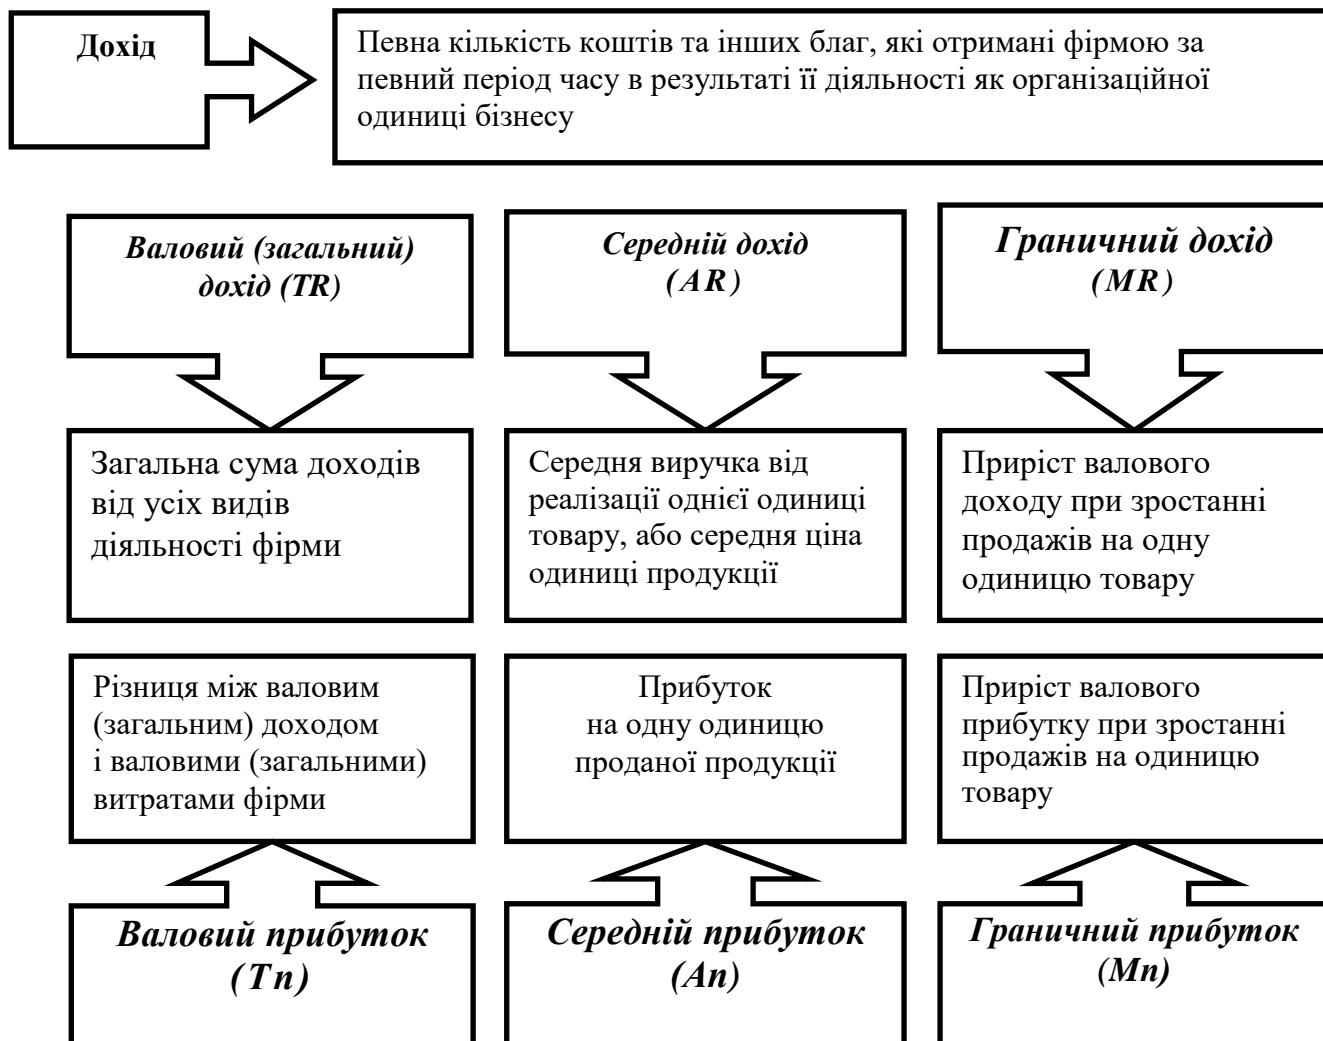 Дохід
Певна кількість коштів та інших благ, які отримані фірмою за
певний період часу в результаті її діяльності як організаційної
одиниці бізнесу
Валовий (загальний)
дохід (TR)
Середній дохід
(AR)
Граничний дохід
(MR)
Загальна сума доходів
від усіх видів
діяльності фірми
Середня виручка від
реалізації однієї одиниці
товару, або середня ціна
одиниці продукції
Приріст валового
доходу при зростанні
продажів на одну
одиницю товару
Різниця між валовим
(загальним) доходом
і валовими (загальними)
витратами фірми
Прибуток
на одну одиницю
проданої продукції
Приріст валового
прибутку при зростанні
продажів на одиницю
товару
Валовий прибуток
(Тп)
Середній прибуток
(Ап)
Граничний прибуток
(Мп)